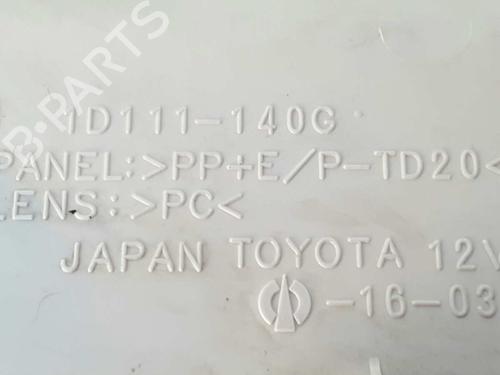 B-PARTS
1D111-140G
PANEL:>PP+E/P-TD20<
LENS:>PC<
JAPAN TOYOTA 12V
-16-03